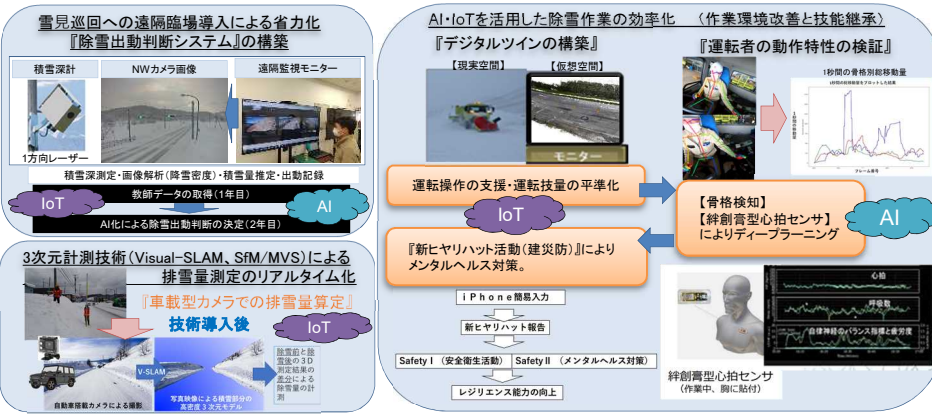 雪見巡回への遠隔臨場導入による省力化
『除雪出動判断システム』の構築
積雪深計
NWカメラ画像
遠隔監視モニター
1方向レーザー
積雪深測定・画像解析(降雪密度)・積雪量推定・出動記録
教師データの取得(1年目)
IoT
AI
AI化による除雪出動判断の決定(2年目)
3次元計測技術(Visual-SLAM、SfM/MVS)による
排雪量測定のリアルタイム化
『車載型カメラでの排雪量算定』
技術導入後
IoT
V-SLAM
除雪前と除
雪後の3D
測定結果の
差分による
除雪量の計
測
自動車搭載カメラによる撮影
写真映像による積雪部分の
高密度3次元モデル
AI・IoTを活用した除雪作業の効率化 (作業環境改善と技能継承)
『デジタルツインの構築』
【現実空間】
【仮想空間】
モニター
『運転者の動作特性の検証』
1秒間の骨格別総移動量
フレーム番号
運転操作の支援・運転技量の平準化
IoT
【骨格検知】
【絆創膏型心拍センサ】
によりディープラーニング
AI
『新ヒヤリハット活動(建災防)』により
メンタルヘルス対策。
iPhone簡易入力
新ヒヤリハット報告
SafetyⅠ(安全衛生活動)
SafetyⅡ(メンタルヘルス対策)
レジリエンス能力の向上
心拍
呼吸数
自律神経のバランス指標と疲労度
絆創膏型心拍センサ
(作業中、胸に貼付)